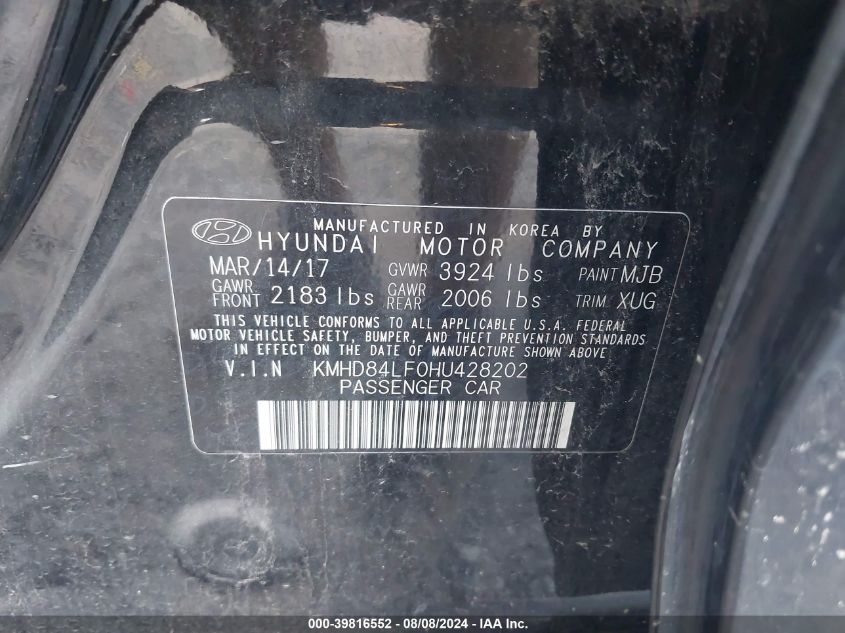 MANUFACTURED IN KOREA BY
HYUNDAI MOTOR COMPANY
MAR/14/17 GVWR 3924 lbs PAINT MJB
GAWR FRONT 2183 lbs GAWR REAR 2006 lbs TRIM XUG
THIS VEHICLE CONFORMS TO ALL APPLICABLE U.S.A. FEDERAL
MOTOR VEHICLE SAFETY, BUMPER, AND THEFT PREVENTION STANDARDS
IN EFFECT ON THE DATE OF MANUFACTURE SHOWN ABOVE
V.I.N KMHD84LF0HU428202
PASSENGER CAR
000-39816552 - 08/08/2024 - IAA Inc.